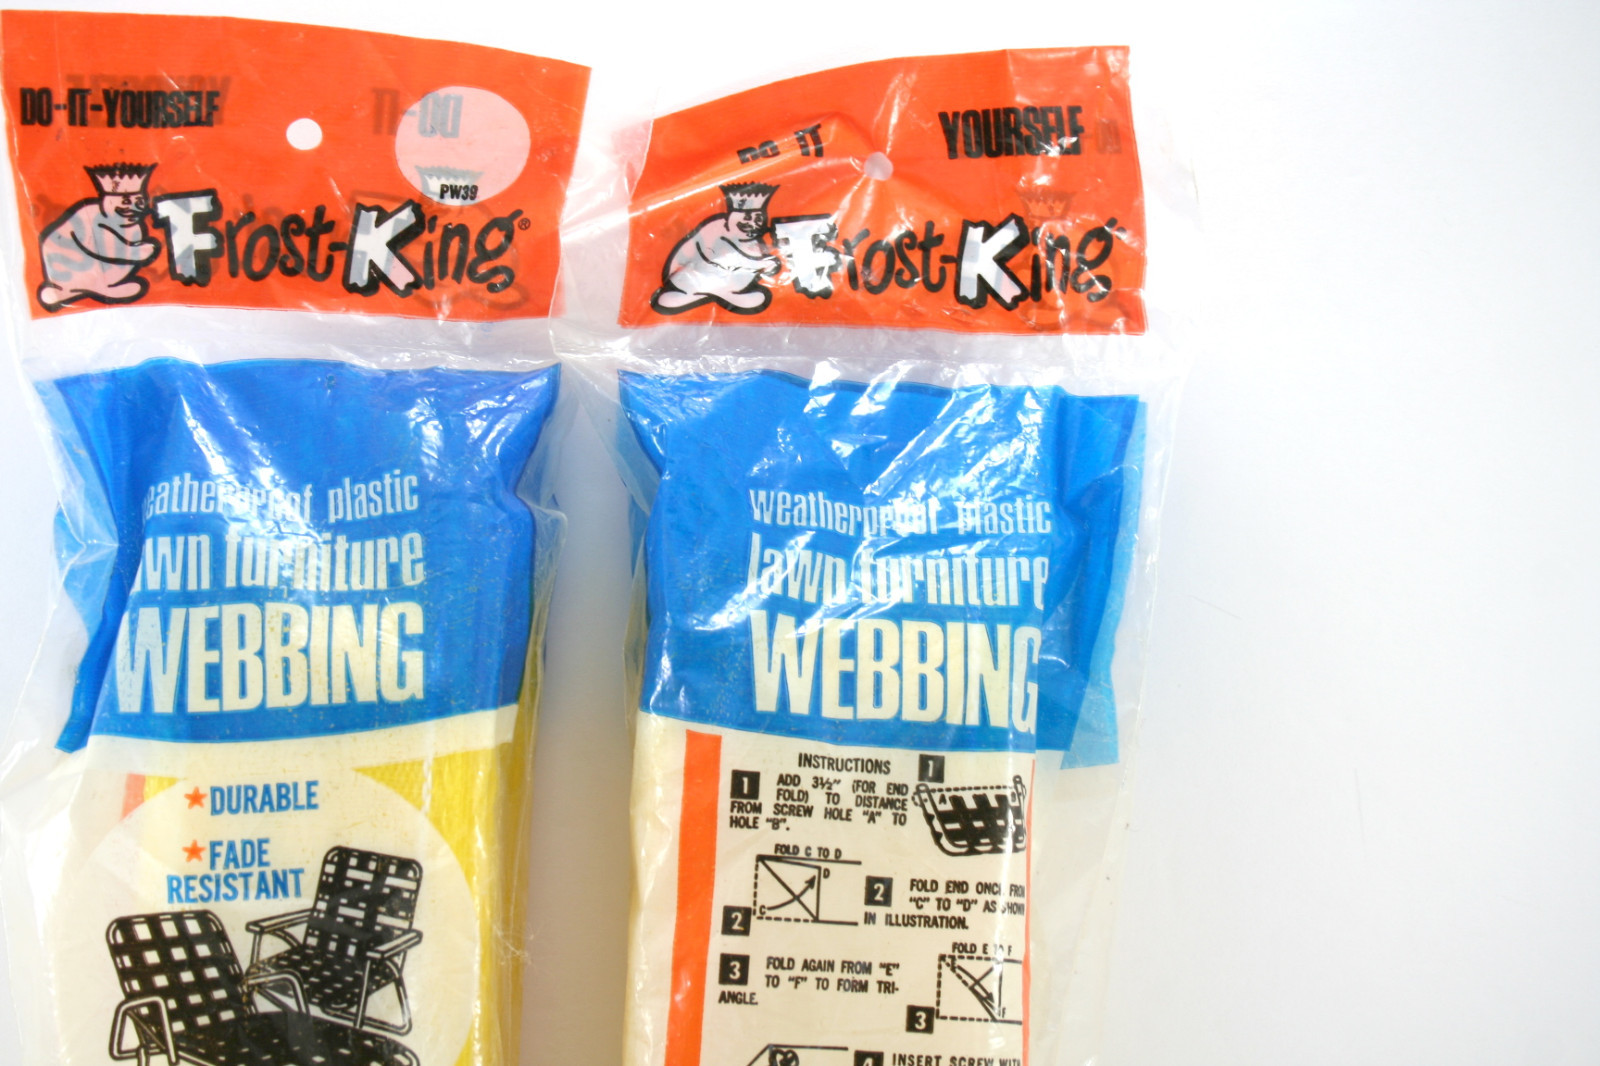 DO-IT-YOURSELF
PW39
Frost-King®
weatherproof plastic
lawn furniture
WEBBING
★DURABLE
★FADE
RESISTANT
DO IT YOURSELF
Frost-King
weatherproof plastic
lawn furniture
WEBBING
INSTRUCTIONS
1 ADD 3½" (FOR END
FOLD) TO DISTANCE
FROM SCREW HOLE "A" TO
HOLE "B".
1
A B
FOLD C TO D
D
C
2
2 FOLD END ONCE FROM
"C" TO "D" AS SHOWN
IN ILLUSTRATION.
3 FOLD AGAIN FROM "E"
TO "F" TO FORM TRI-
ANGLE.
FOLD E TO F
E
F
3
4 INSERT SCREW WITH